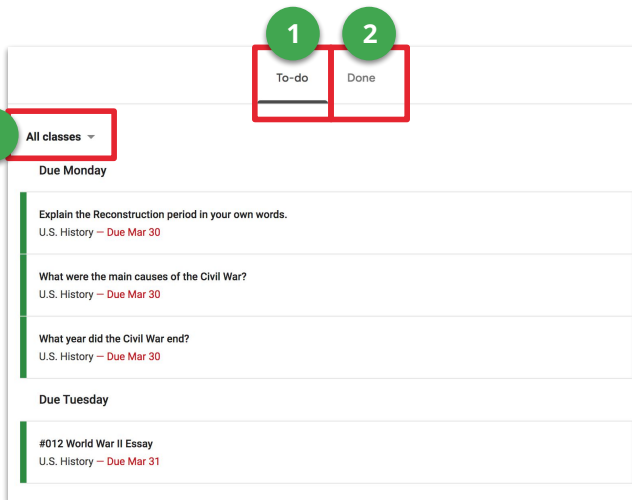 1 2
To-do Done
All classes
Due Monday
Explain the Reconstruction period in your own words.
U.S. History — Due Mar 30
What were the main causes of the Civil War?
U.S. History — Due Mar 30
What year did the Civil War end?
U.S. History — Due Mar 30
Due Tuesday
#012 World War II Essay
U.S. History — Due Mar 31